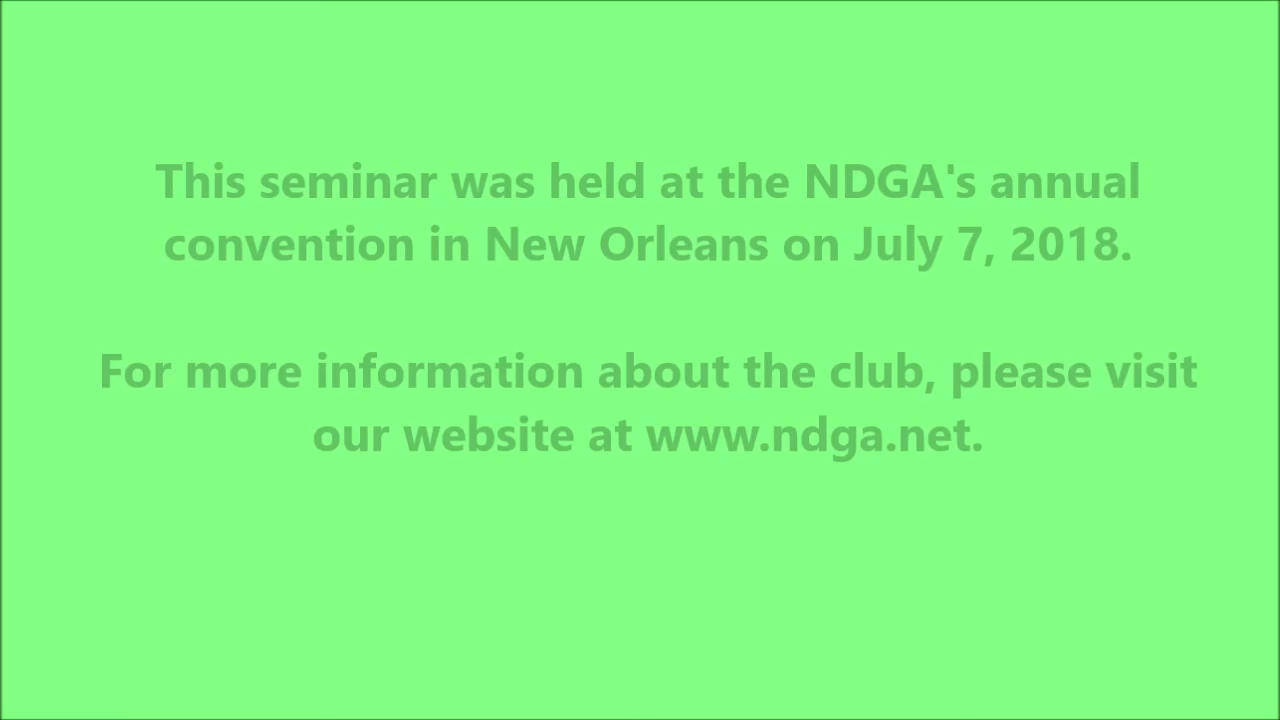 This seminar was held at the NDGA's annual
convention in New Orleans on July 7, 2018.
For more information about the club, please visit
our website at www.ndga.net.